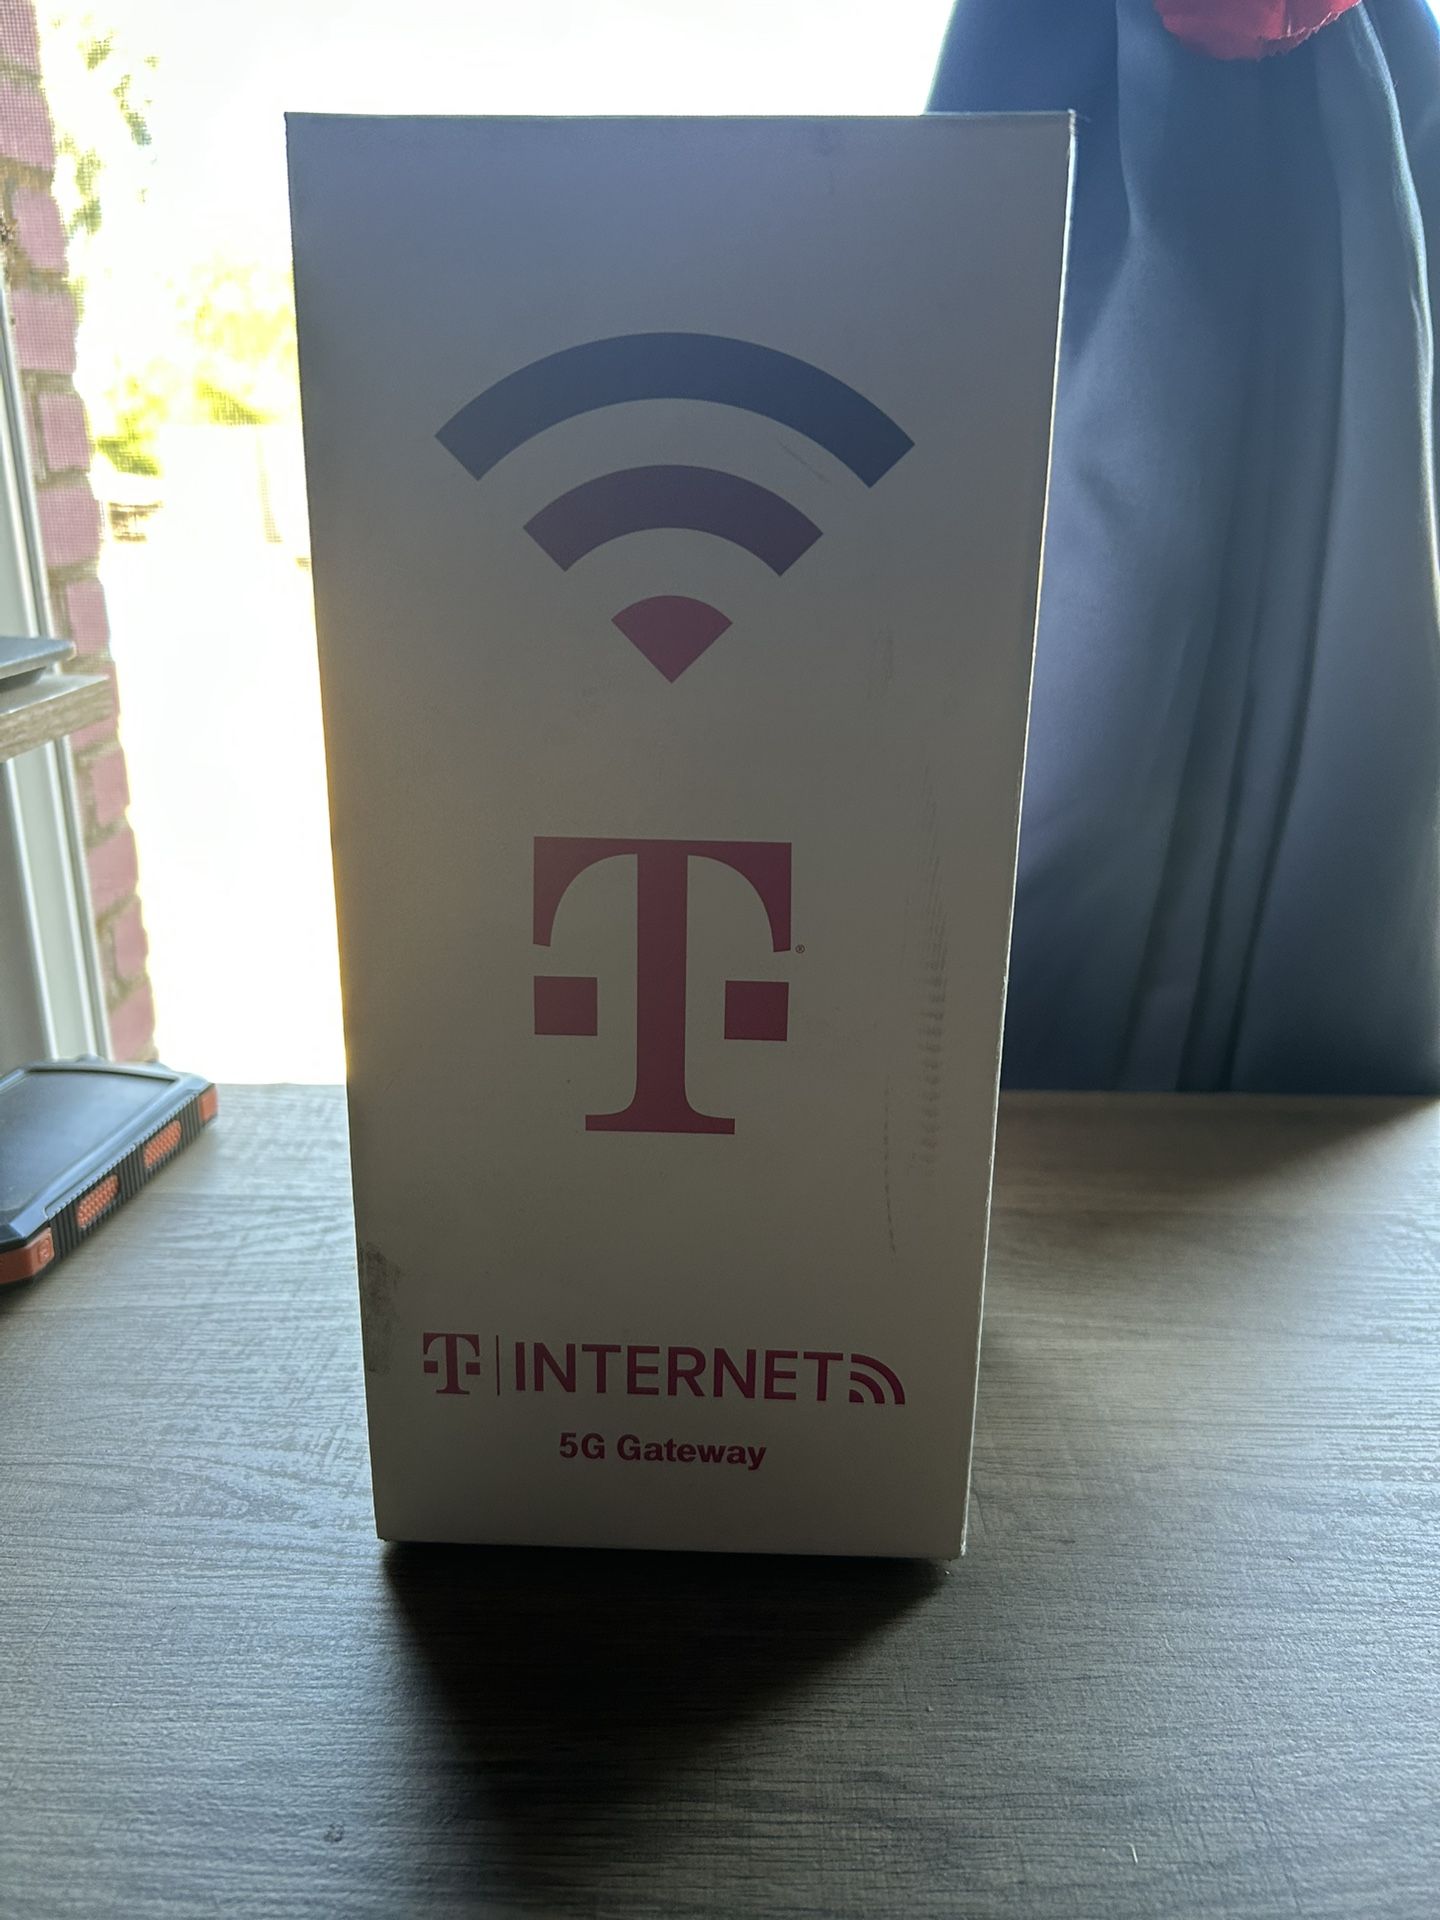 T
T | INTERNET
5G Gateway